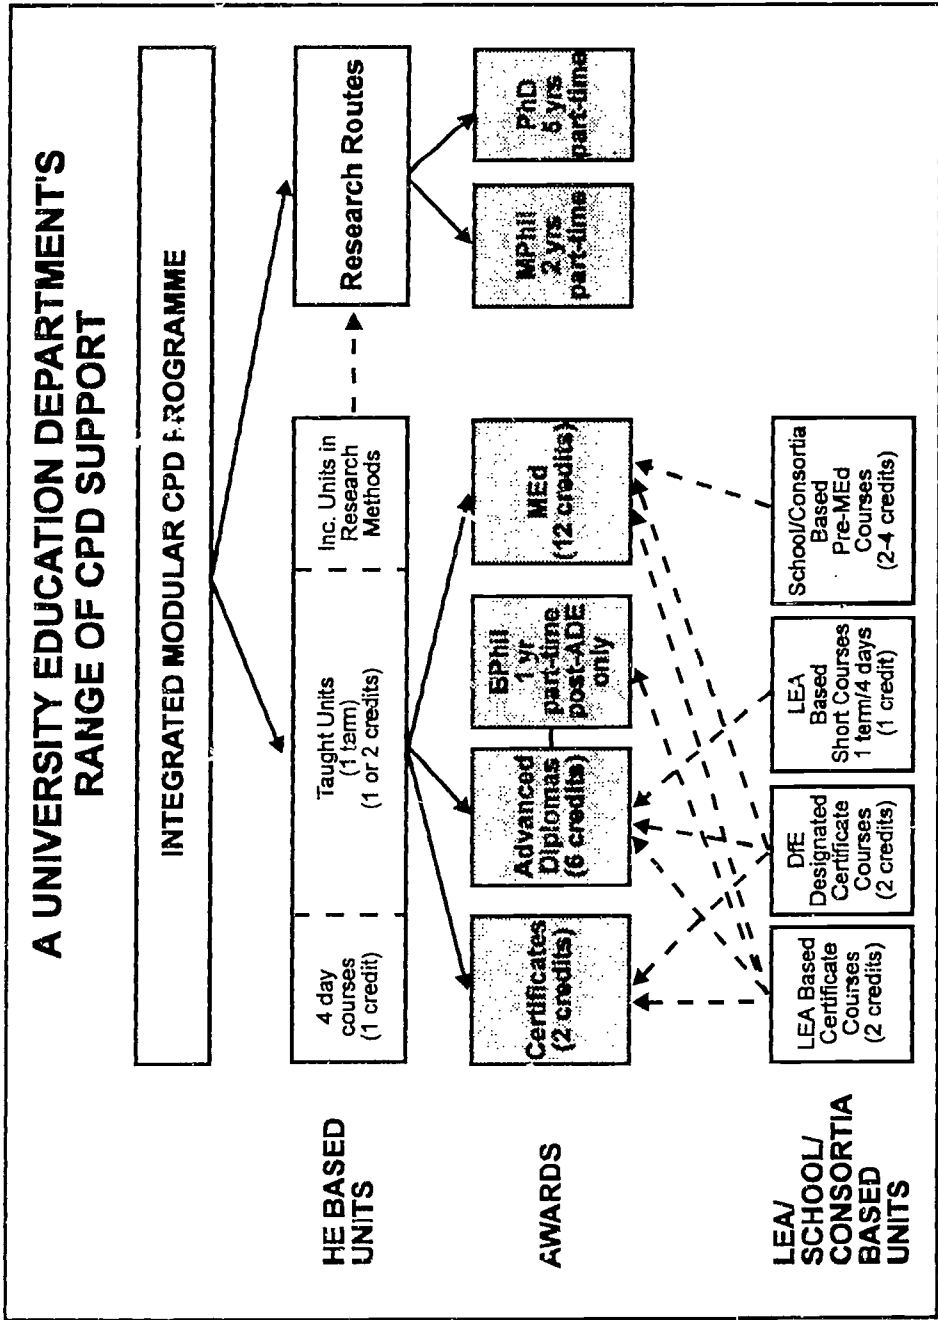 A UNIVERSITY EDUCATION DEPARTMENT'S
RANGE OF CPD SUPPORT
INTEGRATED MODULAR CPD PROGRAMME
HE BASED
UNITS
4 day
courses
(1 credit)
Taught Units
(1 term)
(1 or 2 credits)
Inc. Units in
Research
Methods
Research Routes
AWARDS
Certificates
(2 credits)
Advanced
Diplomas
(6 credits)
BPhil
1 yr
part-time
post-ADE
only
MEd
(12 credits)
MPhil
2 yrs
part-time
PhD
5 yrs
part-time
LEA/
SCHOOL/
CONSORTIA
BASED
UNITS
LEA Based
Certificate
Courses
(2 credits)
DfE
Designated
Certificate
Courses
(2 credits)
LEA
Based
Short Courses
1 term/4 days
(1 credit)
School/Consortia
Based
Pre-MEd
Courses
(2-4 credits)